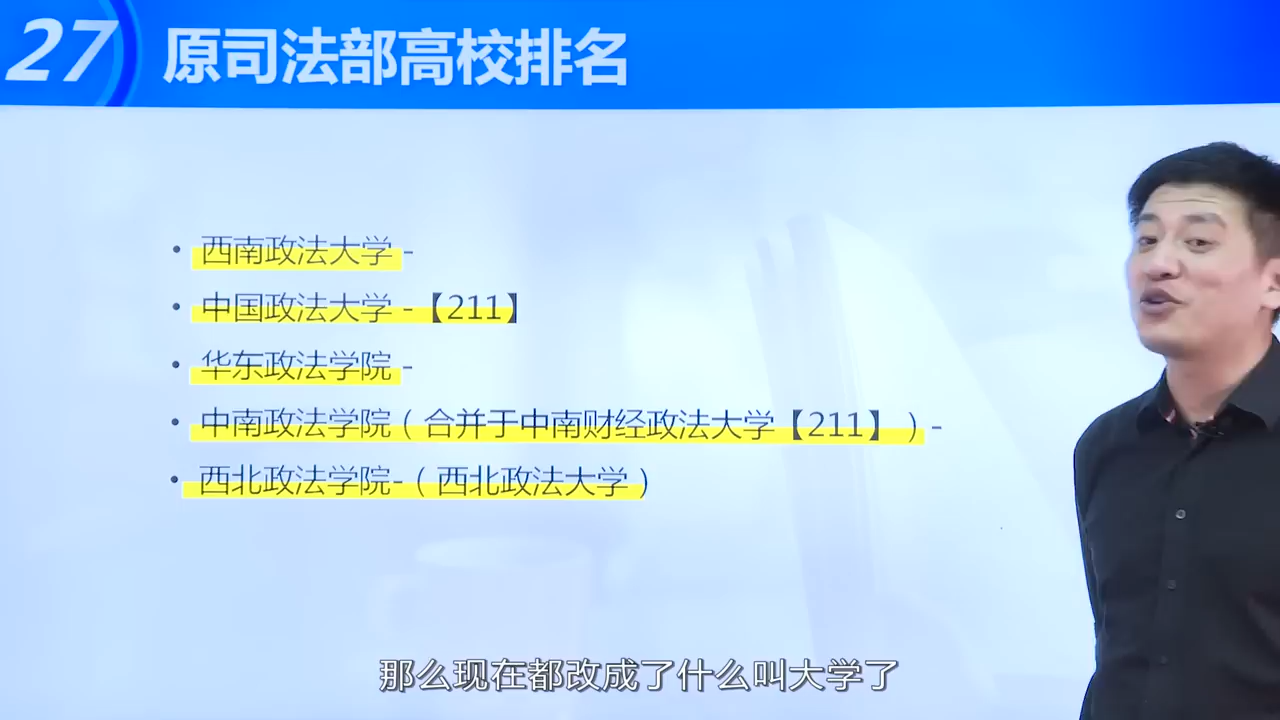 27 原司法部高校排名
• 西南政法大学 -
• 中国政法大学 -【211】
• 华东政法学院 -
• 中南政法学院（合并于中南财经政法大学【211】）-
• 西北政法学院-（西北政法大学）
那么现在都改成了什么叫大学了